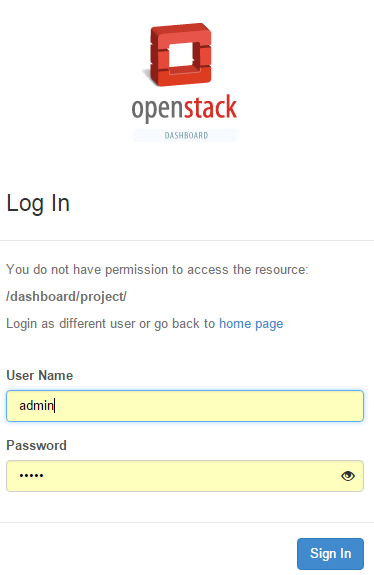 openstack
DASHBOARD
Log In
You do not have permission to access the resource:
/dashboard/project/
Login as different user or go back to home page
User Name
admin
Password
•••••
Sign In